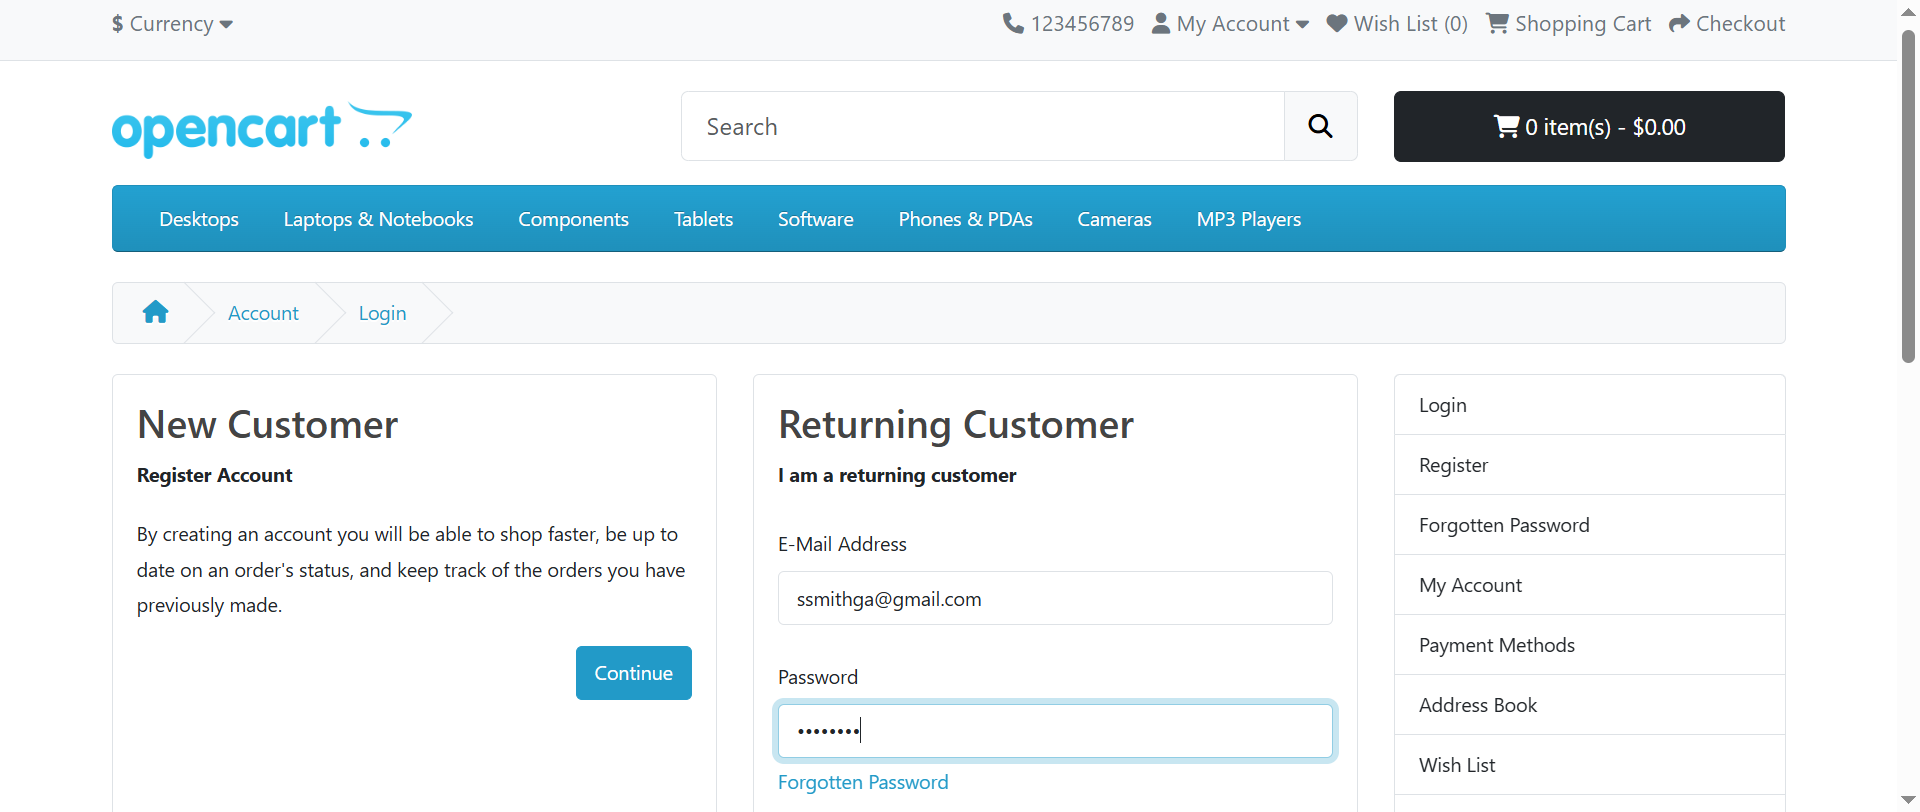 $ Currency
123456789 My Account Wish List (0) Shopping Cart Checkout
opencart
Search
0 item(s) - $0.00
Desktops Laptops & Notebooks Components Tablets Software Phones & PDAs Cameras MP3 Players
Account Login
New Customer
Register Account
By creating an account you will be able to shop faster, be up to
date on an order's status, and keep track of the orders you have
previously made.
Continue
Returning Customer
I am a returning customer
E-Mail Address
ssmithga@gmail.com
Password
••••••••
Forgotten Password
Login
Register
Forgotten Password
My Account
Payment Methods
Address Book
Wish List